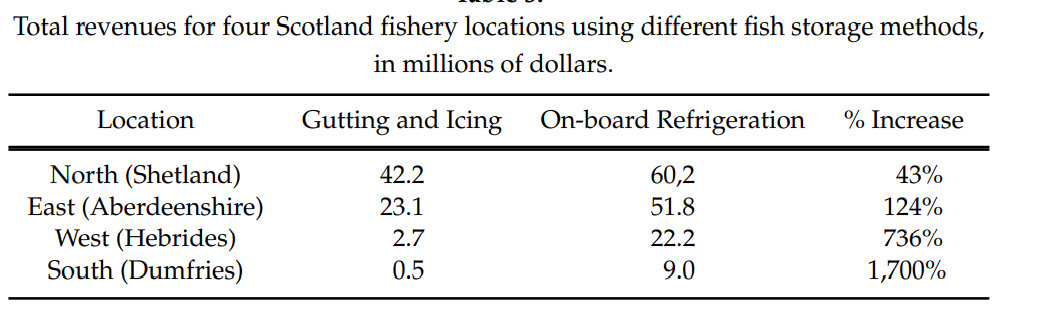 Total revenues for four Scotland fishery locations using different fish storage methods,
in millions of dollars.
Location Gutting and Icing On-board Refrigeration % Increase
North (Shetland) 42.2 60,2 43%
East (Aberdeenshire) 23.1 51.8 124%
West (Hebrides) 2.7 22.2 736%
South (Dumfries) 0.5 9.0 1,700%